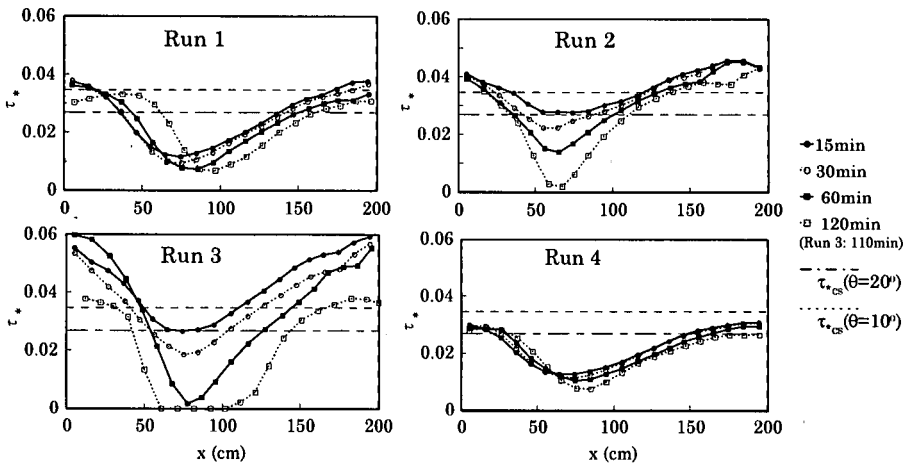 0.06
0.04
0.02
0
τ*
Run 1
0 50 100 150 200
0.06
0.04
0.02
0
τ*
Run 2
0 50 100 150 200
15min
30min
60min
120min
(Run 3: 110min)
τ*cs(θ=20º)
τ*cs(θ=10º)
0.06
0.04
0.02
0
τ*
Run 3
0 50 100 150 200
x (cm)
0.06
0.04
0.02
0
τ*
Run 4
0 50 100 150 200
x (cm)